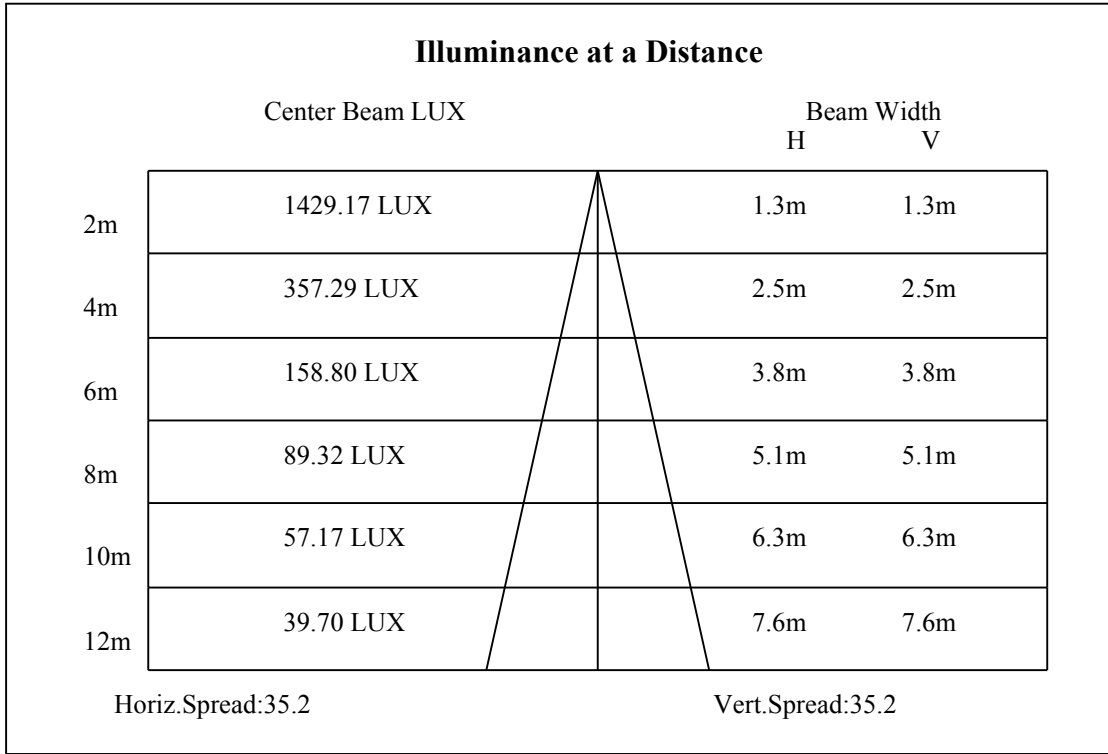 Illuminance at a Distance
Center Beam LUX Beam Width
H V
2m 1429.17 LUX 1.3m 1.3m
4m 357.29 LUX 2.5m 2.5m
6m 158.80 LUX 3.8m 3.8m
8m 89.32 LUX 5.1m 5.1m
10m 57.17 LUX 6.3m 6.3m
12m 39.70 LUX 7.6m 7.6m
Horiz.Spread:35.2 Vert.Spread:35.2